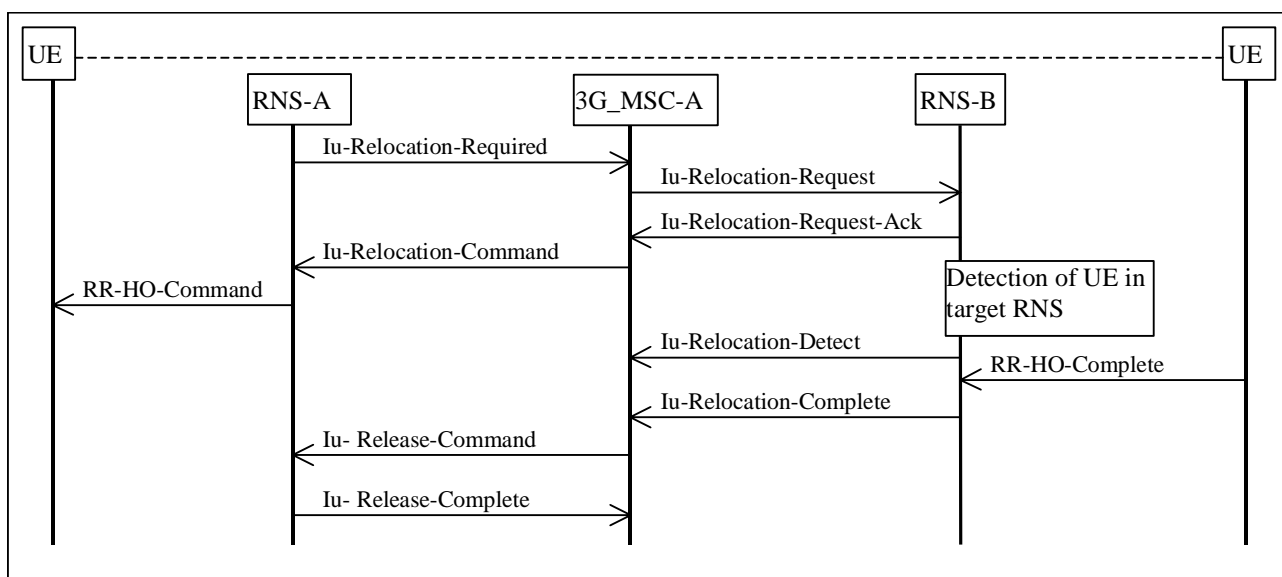 UE
UE
RNS-A
3G_MSC-A
RNS-B
Iu-Relocation-Required
Iu-Relocation-Request
Iu-Relocation-Request-Ack
Iu-Relocation-Command
Detection of UE in
target RNS
RR-HO-Command
Iu-Relocation-Detect
RR-HO-Complete
Iu-Relocation-Complete
Iu- Release-Command
Iu- Release-Complete